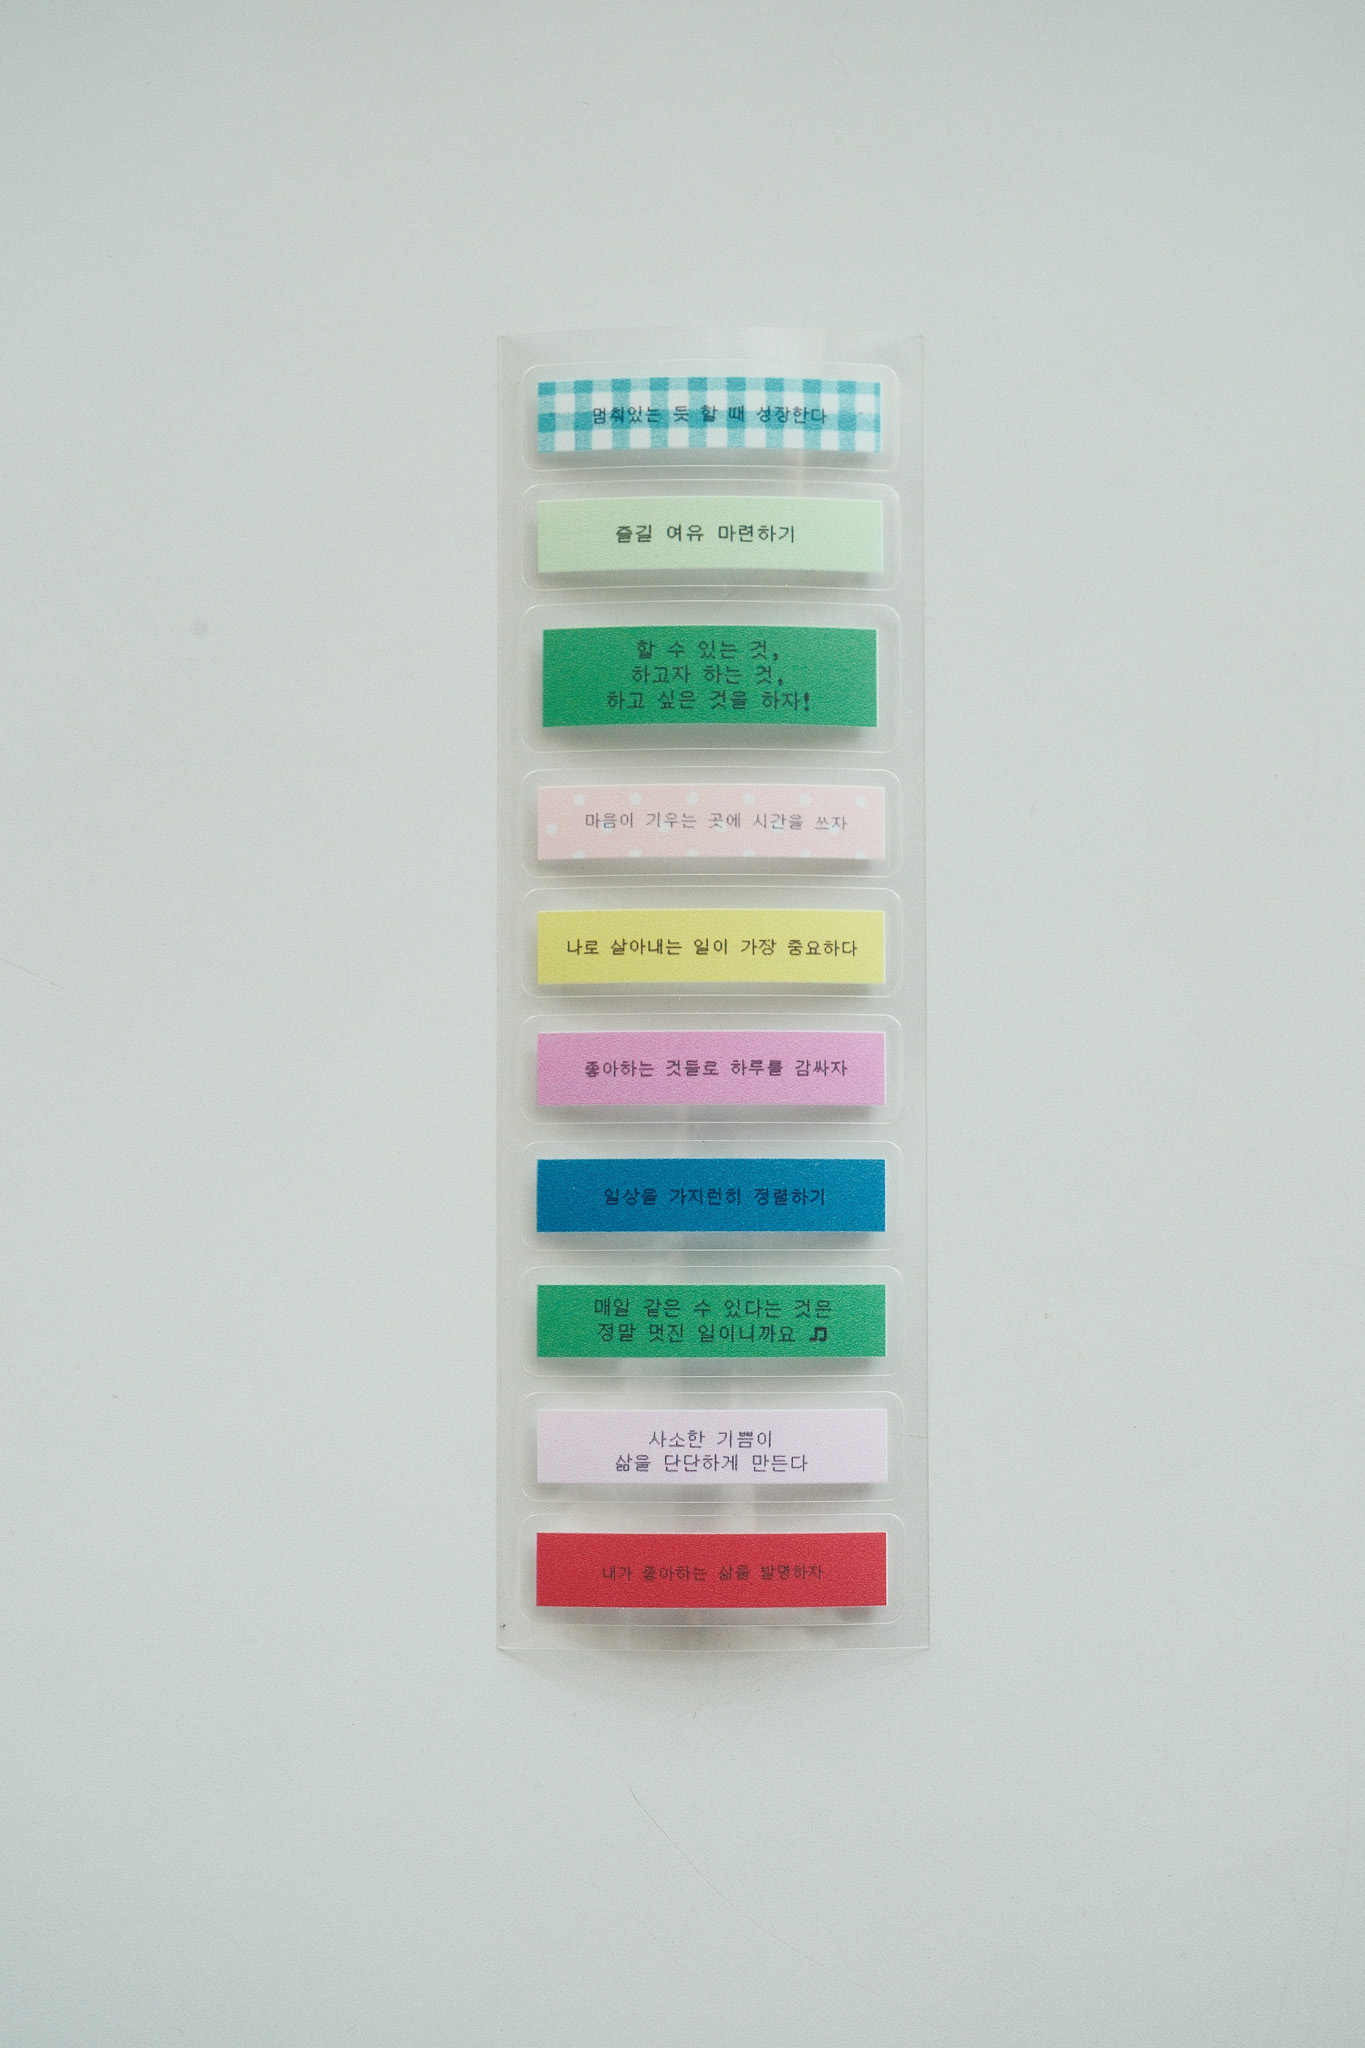 멈춰있는 듯 할 때 성장한다
즐길 여유 마련하기
할 수 있는 것,
하고자 하는 것,
하고 싶은 것을 하자!
마음이 기우는 곳에 시간을 쓰자
나로 살아내는 일이 가장 중요하다
좋아하는 것들로 하루를 감싸자
일상을 가지런히 정렬하기
매일 같은 수 있다는 것은
정말 멋진 일이니까요 ♫
사소한 기쁨이
삶을 단단하게 만든다
내가 좋아하는 삶을 발명하자